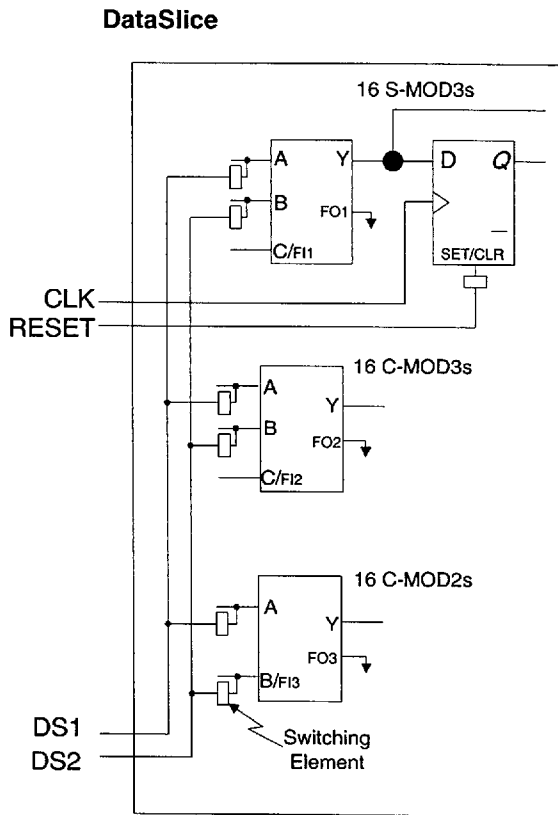 DataSlice
16 S-MOD3s
A
Y
D
Q
B
FO1
C/FI1
SET/CLR
CLK
RESET
16 C-MOD3s
A
Y
B
FO2
C/FI2
16 C-MOD2s
A
Y
FO3
B/FI3
DS1
DS2
Switching
Element